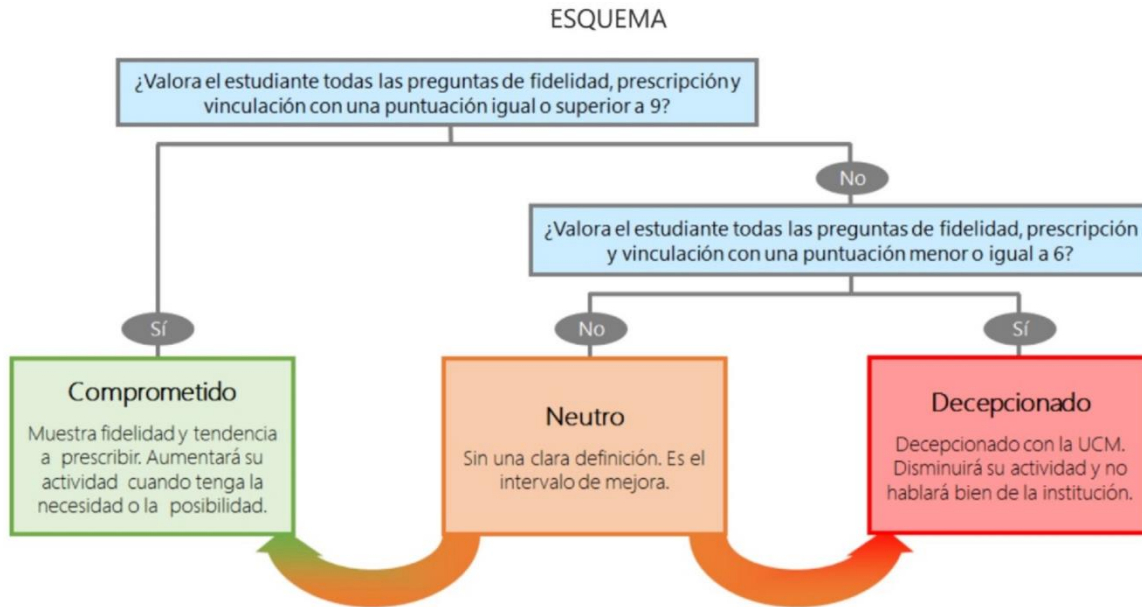 ESQUEMA
¿Valora el estudiante todas las preguntas de fidelidad, prescripción y
vinculación con una puntuación igual o superior a 9?
No
¿Valora el estudiante todas las preguntas de fidelidad, prescripción
y vinculación con una puntuación menor o igual a 6?
Sí
No
Sí
Comprometido
Muestra fidelidad y tendencia
a prescribir. Aumentará su
actividad cuando tenga la
necesidad o la posibilidad.
Neutro
Sin una clara definición. Es el
intervalo de mejora.
Decepcionado
Decepcionado con la UCM.
Disminuirá su actividad y no
hablará bien de la institución.